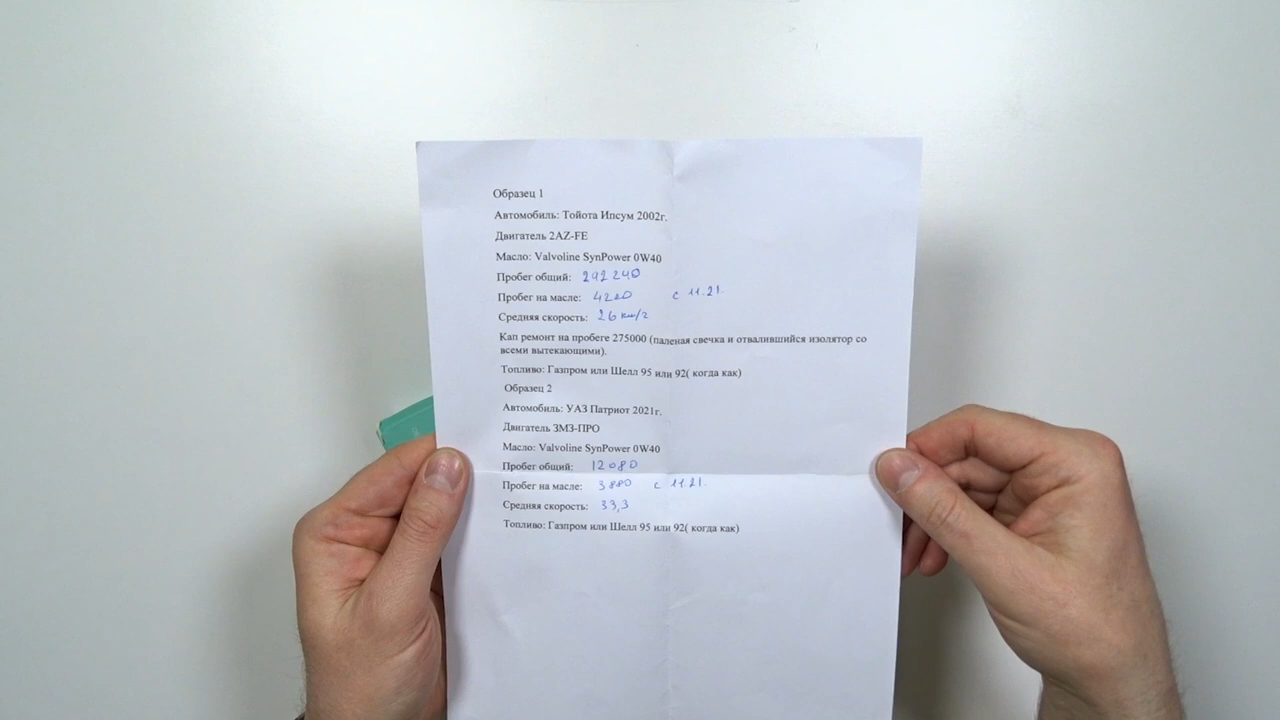 Образец 1
Автомобиль: Тойота Ипсум 2002г.
Двигатель 2AZ-FE
Масло: Valvoline SynPower 0W40
Пробег общий: 292240
Пробег на масле: 4220 с 11.21.
Средняя скорость: 26 км/г
Кап ремонт на пробеге 275000 (паленая свечка и отвалившийся изолятор со
всеми вытекающими).
Топливо: Газпром или Шелл 95 или 92( когда как)
Образец 2
Автомобиль: УАЗ Патриот 2021г.
Двигатель ЗМЗ-ПРО
Масло: Valvoline SynPower 0W40
Пробег общий: 12080
Пробег на масле: 3880 с 11.21.
Средняя скорость: 33,3
Топливо: Газпром или Шелл 95 или 92( когда как)